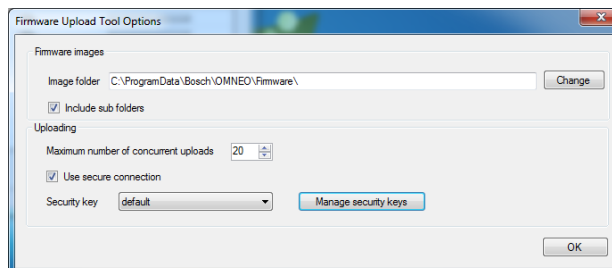 Firmware Upload Tool Options
Firmware images
Image folder C:\ProgramData\Bosch\OMNEO\Firmware\ Change
Include sub folders
Uploading
Maximum number of concurrent uploads 20
Use secure connection
Security key default Manage security keys
OK